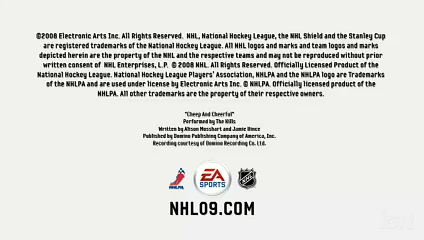 ©2008 Electronic Arts Inc. All Rights Reserved. NHL, National Hockey League, the NHL Shield and the Stanley Cup
are registered trademarks of the National Hockey League. All NHL logos and marks and team logos and marks
depicted herein are the property of the NHL and the respective teams and may not be reproduced without prior
written consent of NHL Enterprises, L.P. © 2008 NHL. All Rights Reserved. Officially Licensed Product of the
National Hockey League. National Hockey League Players' Association, NHLPA and the NHLPA logo are Trademarks
of the NHLPA and are used under license by Electronic Arts Inc. © NHLPA. Officially licensed product of the
NHLPA. All other trademarks are the property of their respective owners.
"Cheap And Cheerful"
Performed by The Kills
Written by Alison Mosshart and Jamie Hince
Published by Domino Publishing Company of America, Inc.
Recording courtesy of Domino Recording Co. Ltd.
NHLPA
EA
SPORTS
NHL
NHL09.COM